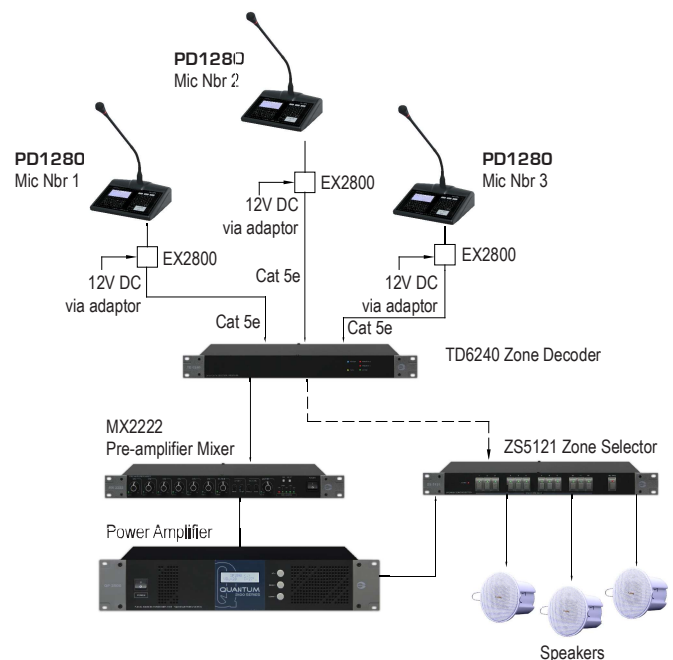 PD1280
Mic Nbr 2
PD1280
Mic Nbr 1
PD1280
Mic Nbr 3
EX2800
12V DC
via adaptor
EX2800
12V DC
via adaptor
EX2800
12V DC
via adaptor
Cat 5e
Cat 5e
Cat 5e
TD6240 Zone Decoder
MX2222
Pre-amplifier Mixer
ZS5121 Zone Selector
Power Amplifier
QUANTUM
Speakers